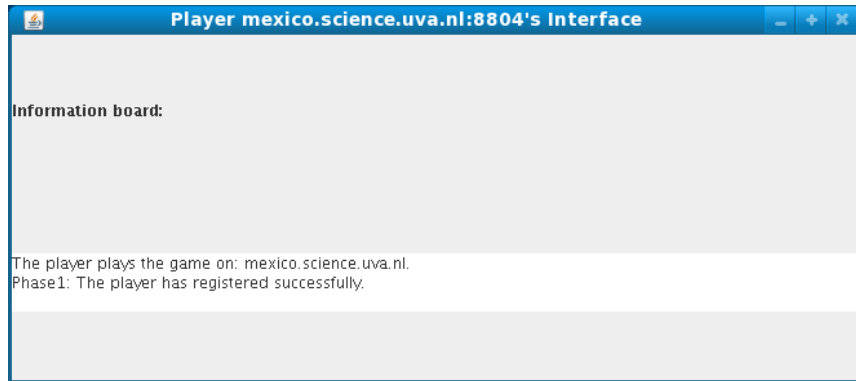 Player mexico.science.uva.nl:8804's Interface
Information board:
The player plays the game on: mexico.science.uva.nl.
Phase1: The player has registered successfully.